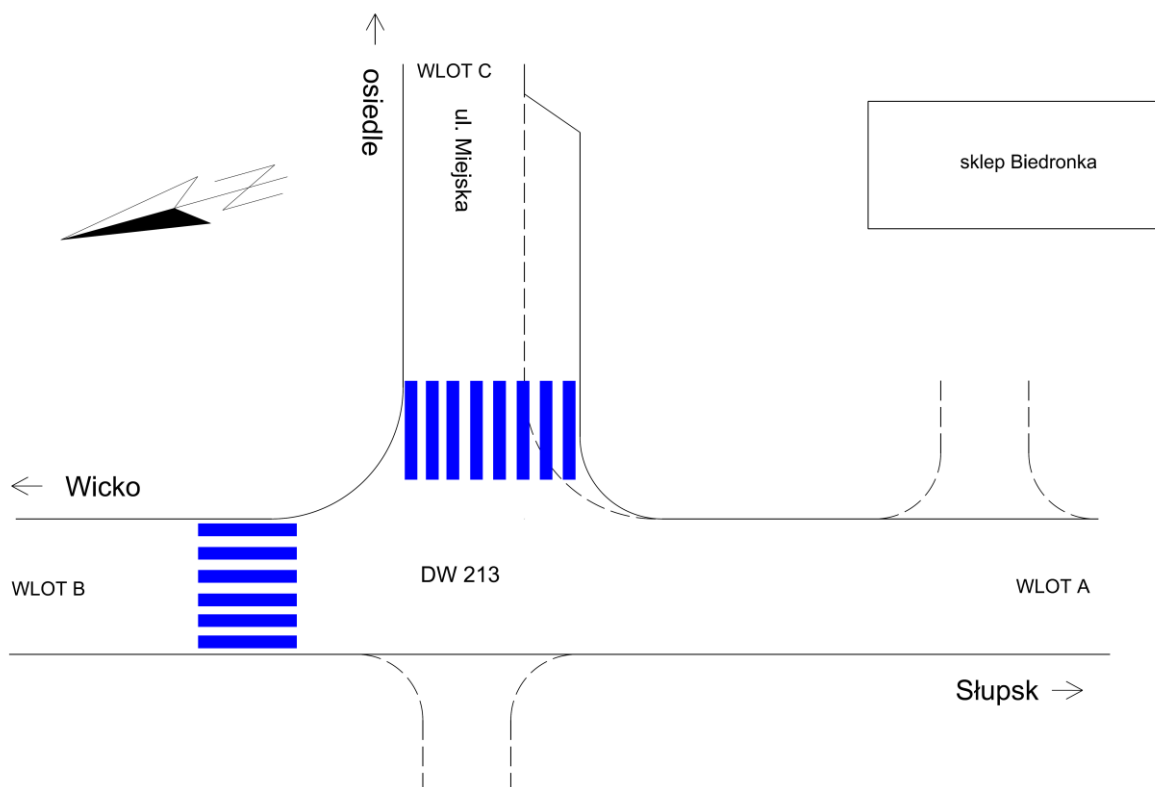 WLOT C
osiedle
ul. Miejska
sklep Biedronka
Wicko
DW 213
WLOT B
WLOT A
Słupsk